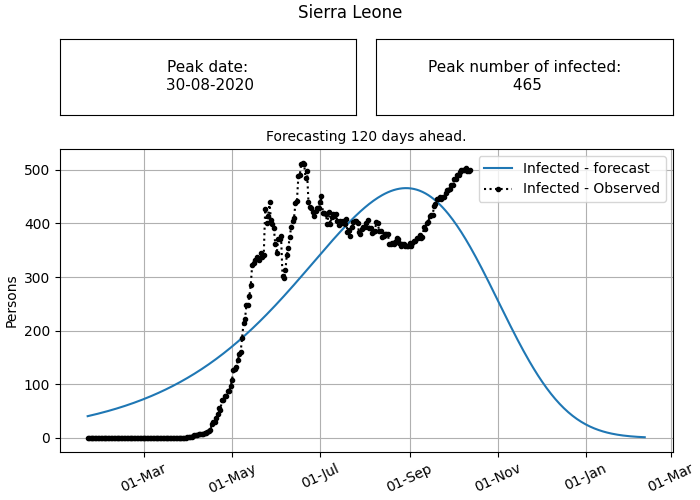 Sierra Leone
Peak date:
30-08-2020
Peak number of infected:
465
Forecasting 120 days ahead.
Infected - forecast
Infected - Observed
Persons
500
400
300
200
100
0
01-Mar
01-May
01-Jul
01-Sep
01-Nov
01-Jan
01-Mar